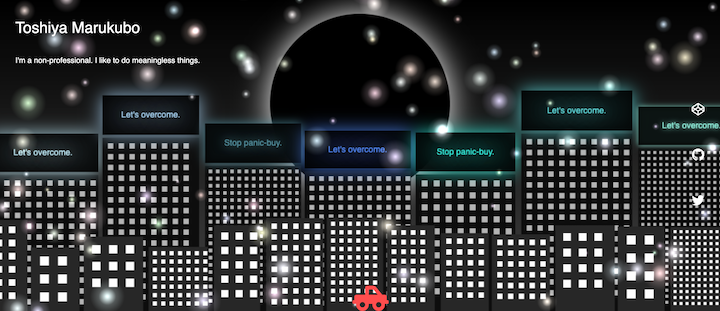 Toshiya Marukubo
I'm a non-professional. I like to do meaningless things.
Let's overcome.
Let's overcome.
Stop panic-buy.
Let's overcome.
Stop panic-buy.
Let's overcome.
Let's overcome.